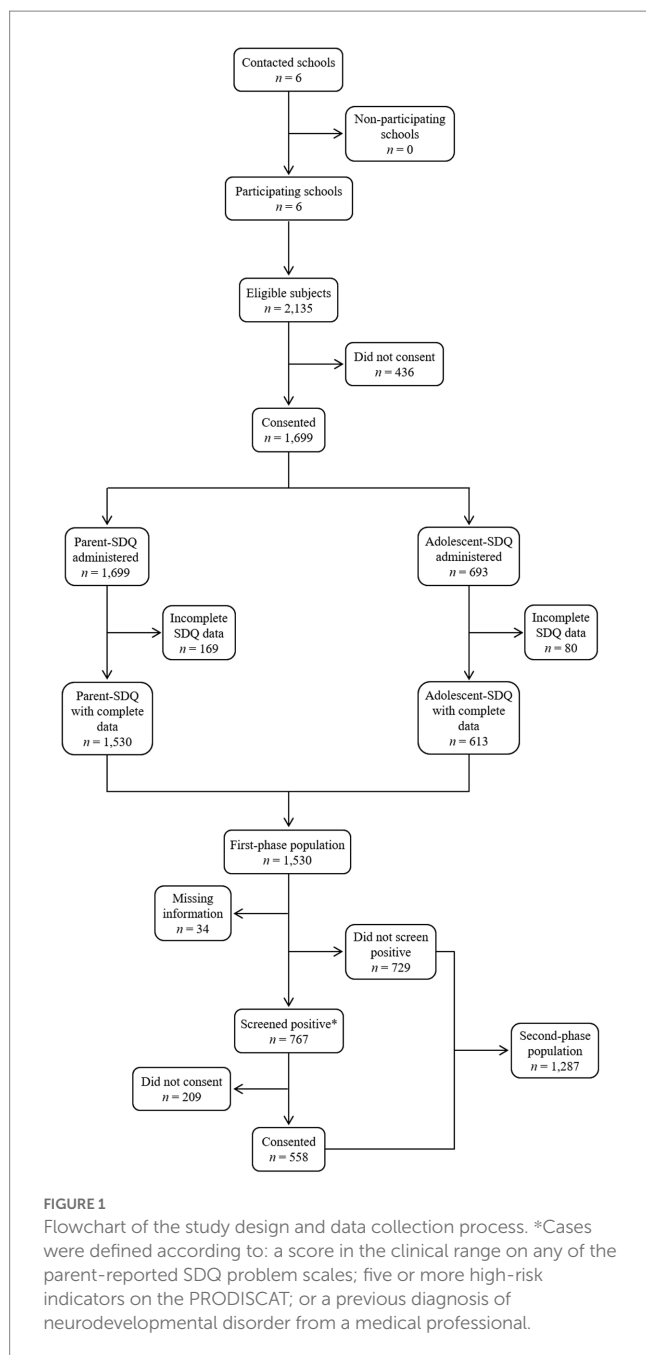 Contacted schools
n = 6
Non-participating
schools
n = 0
Participating schools
n = 6
Eligible subjects
n = 2,135
Did not consent
n = 436
Consented
n = 1,699
Parent-SDQ
administered
n = 1,699
Adolescent-SDQ
administered
n = 693
Incomplete
SDQ data
n = 169
Incomplete
SDQ data
n = 80
Parent-SDQ
with complete
data
n = 1,530
Adolescent-SDQ
with complete
data
n = 613
First-phase population
n = 1,530
Missing
information
n = 34
Did not screen
positive
n = 729
Screened positive*
n = 767
Second-phase
population
n = 1,287
Did not consent
n = 209
Consented
n = 558
FIGURE 1
Flowchart of the study design and data collection process. *Cases
were defined according to: a score in the clinical range on any of the
parent-reported SDQ problem scales; five or more high-risk
indicators on the PRODISCAT; or a previous diagnosis of
neurodevelopmental disorder from a medical professional.